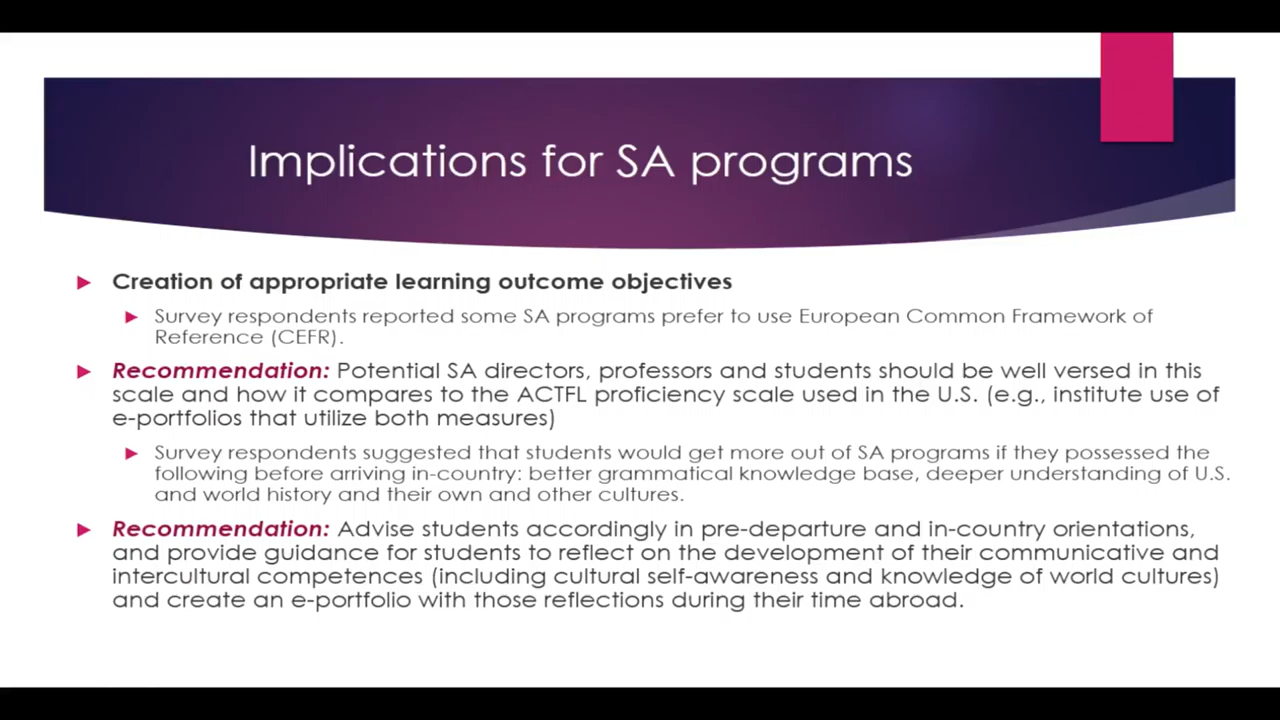 Implications for SA programs
Creation of appropriate learning outcome objectives
Survey respondents reported some SA programs prefer to use European Common Framework of
Reference (CEFR).
Recommendation: Potential SA directors, professors and students should be well versed in this
scale and how it compares to the ACTFL proficiency scale used in the U.S. (e.g., institute use of
e-portfolios that utilize both measures)
Survey respondents suggested that students would get more out of SA programs if they possessed the
following before arriving in-country: better grammatical knowledge base, deeper understanding of U.S.
and world history and their own and other cultures.
Recommendation: Advise students accordingly in pre-departure and in-country orientations,
and provide guidance for students to reflect on the development of their communicative and
intercultural competences (including cultural self-awareness and knowledge of world cultures)
and create an e-portfolio with those reflections during their time abroad.